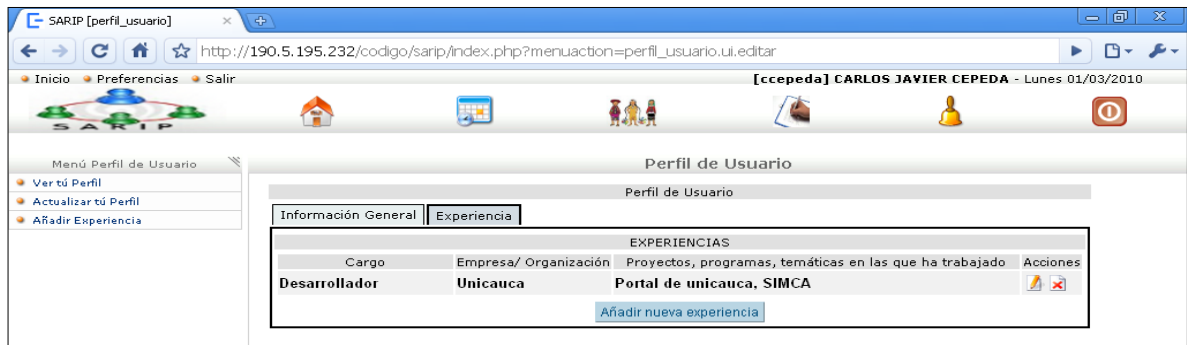 SARIP [perfil_usuario]
http://190.5.195.232/codigo/sarip/index.php?menuaction=perfil_usuario.ui.editar
Inicio Preferencias Salir [ccepeda] CARLOS JAVIER CEPEDA - Lunes 01/03/2010
SARIP
Menú Perfil de Usuario
Ver tú Perfil
Actualizar tú Perfil
Añadir Experiencia
Perfil de Usuario
Perfil de Usuario
Información General Experiencia
EXPERIENCIAS
Cargo Empresa/ Organización Proyectos, programas, temáticas en las que ha trabajado Acciones
Desarrollador Unicauca Portal de unicauca, SIMCA
Añadir nueva experiencia